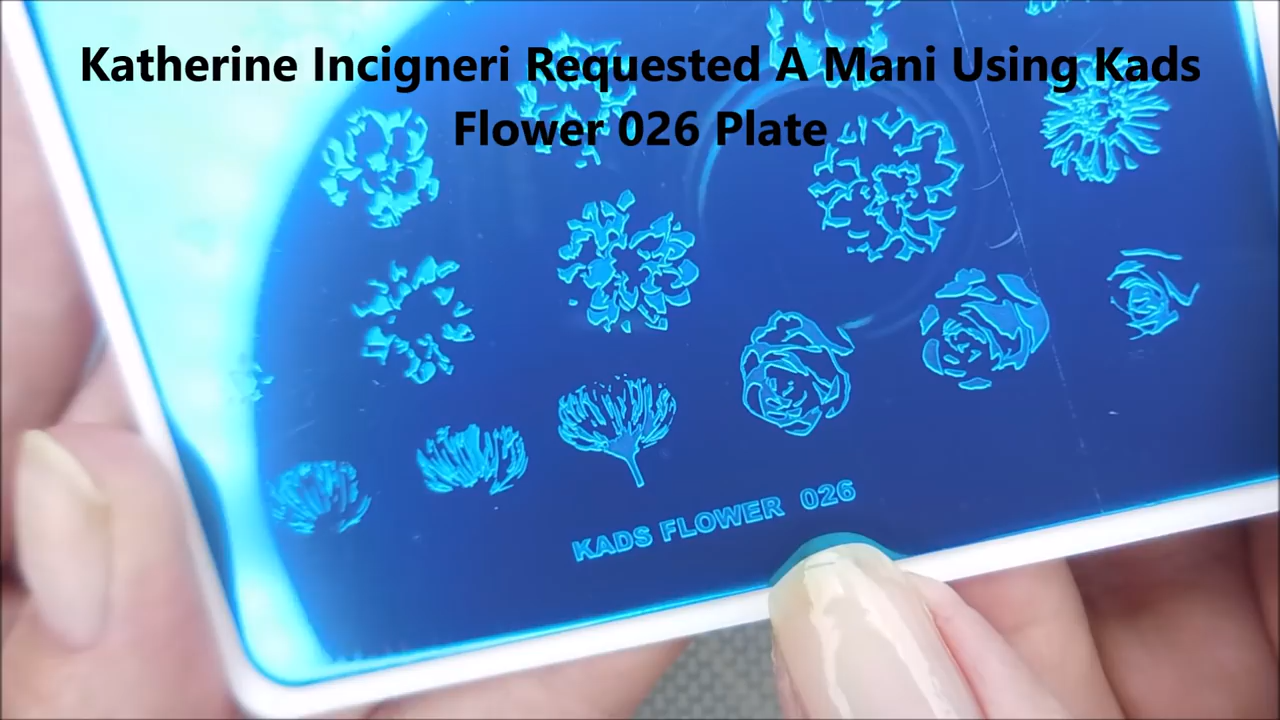 Katherine Incigneri Requested A Mani Using Kads
Flower 026 Plate
KADS FLOWER 026